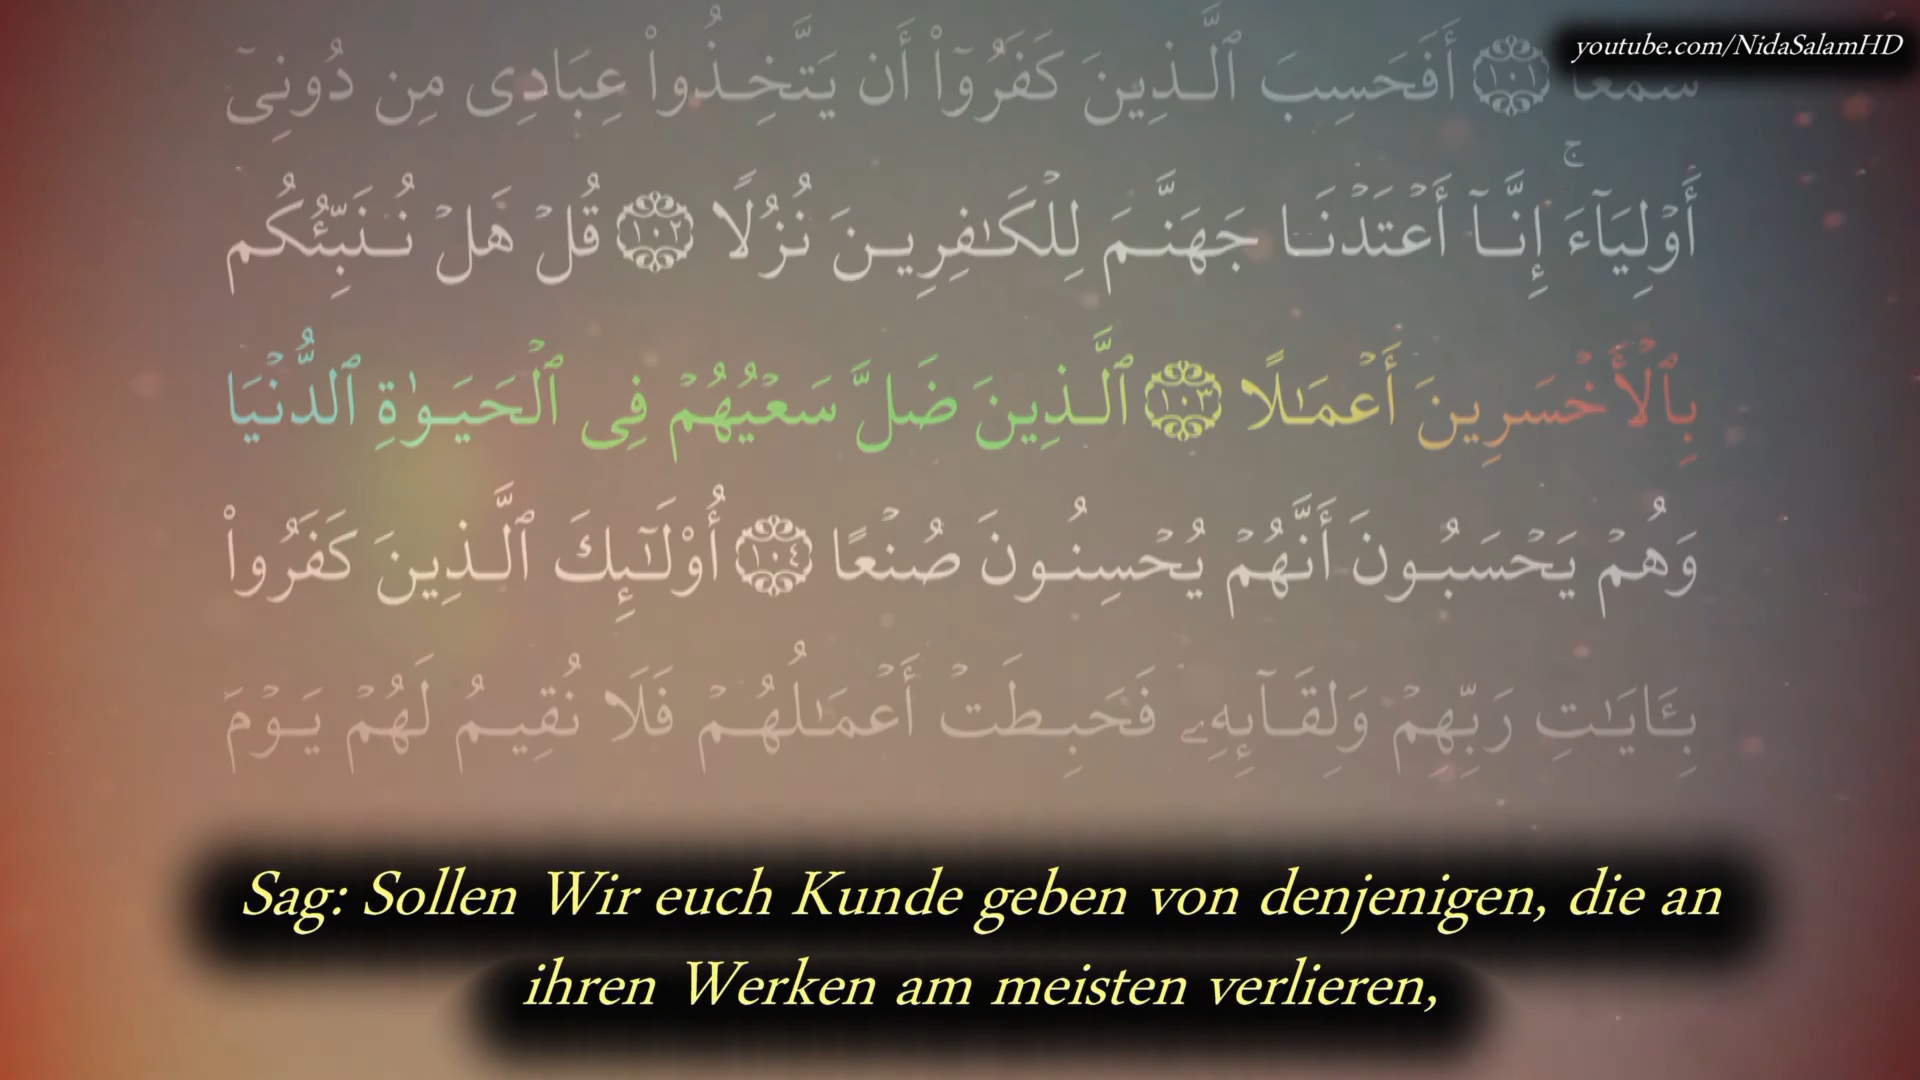 youtube.com/NidaSalamHD
سَمْعًا ١٠١ أَفَحَسِبَ ٱلَّذِينَ كَفَرُوٓا۟ أَن يَتَّخِذُوا۟ عِبَادِى مِن دُونِىٓ
أَوْلِيَآءَ ۚ إِنَّآ أَعْتَدْنَا جَهَنَّمَ لِلْكَـٰفِرِينَ نُزُلًا ١٠٢ قُلْ هَلْ نُنَبِّئُكُم
بِٱلْأَخْسَرِينَ أَعْمَـٰلًا ١٠٣ ٱلَّذِينَ ضَلَّ سَعْيُهُمْ فِى ٱلْحَيَوٰةِ ٱلدُّنْيَا
وَهُمْ يَحْسَبُونَ أَنَّهُمْ يُحْسِنُونَ صُنْعًا ١٠٤ أُو۟لَـٰٓئِكَ ٱلَّذِينَ كَفَرُوا۟
بِـَٔايَـٰتِ رَبِّهِمْ وَلِقَآئِهِۦ فَحَبِطَتْ أَعْمَـٰلُهُمْ فَلَا نُقِيمُ لَهُمْ يَوْمَ
Sag: Sollen Wir euch Kunde geben von denjenigen, die an
ihren Werken am meisten verlieren,